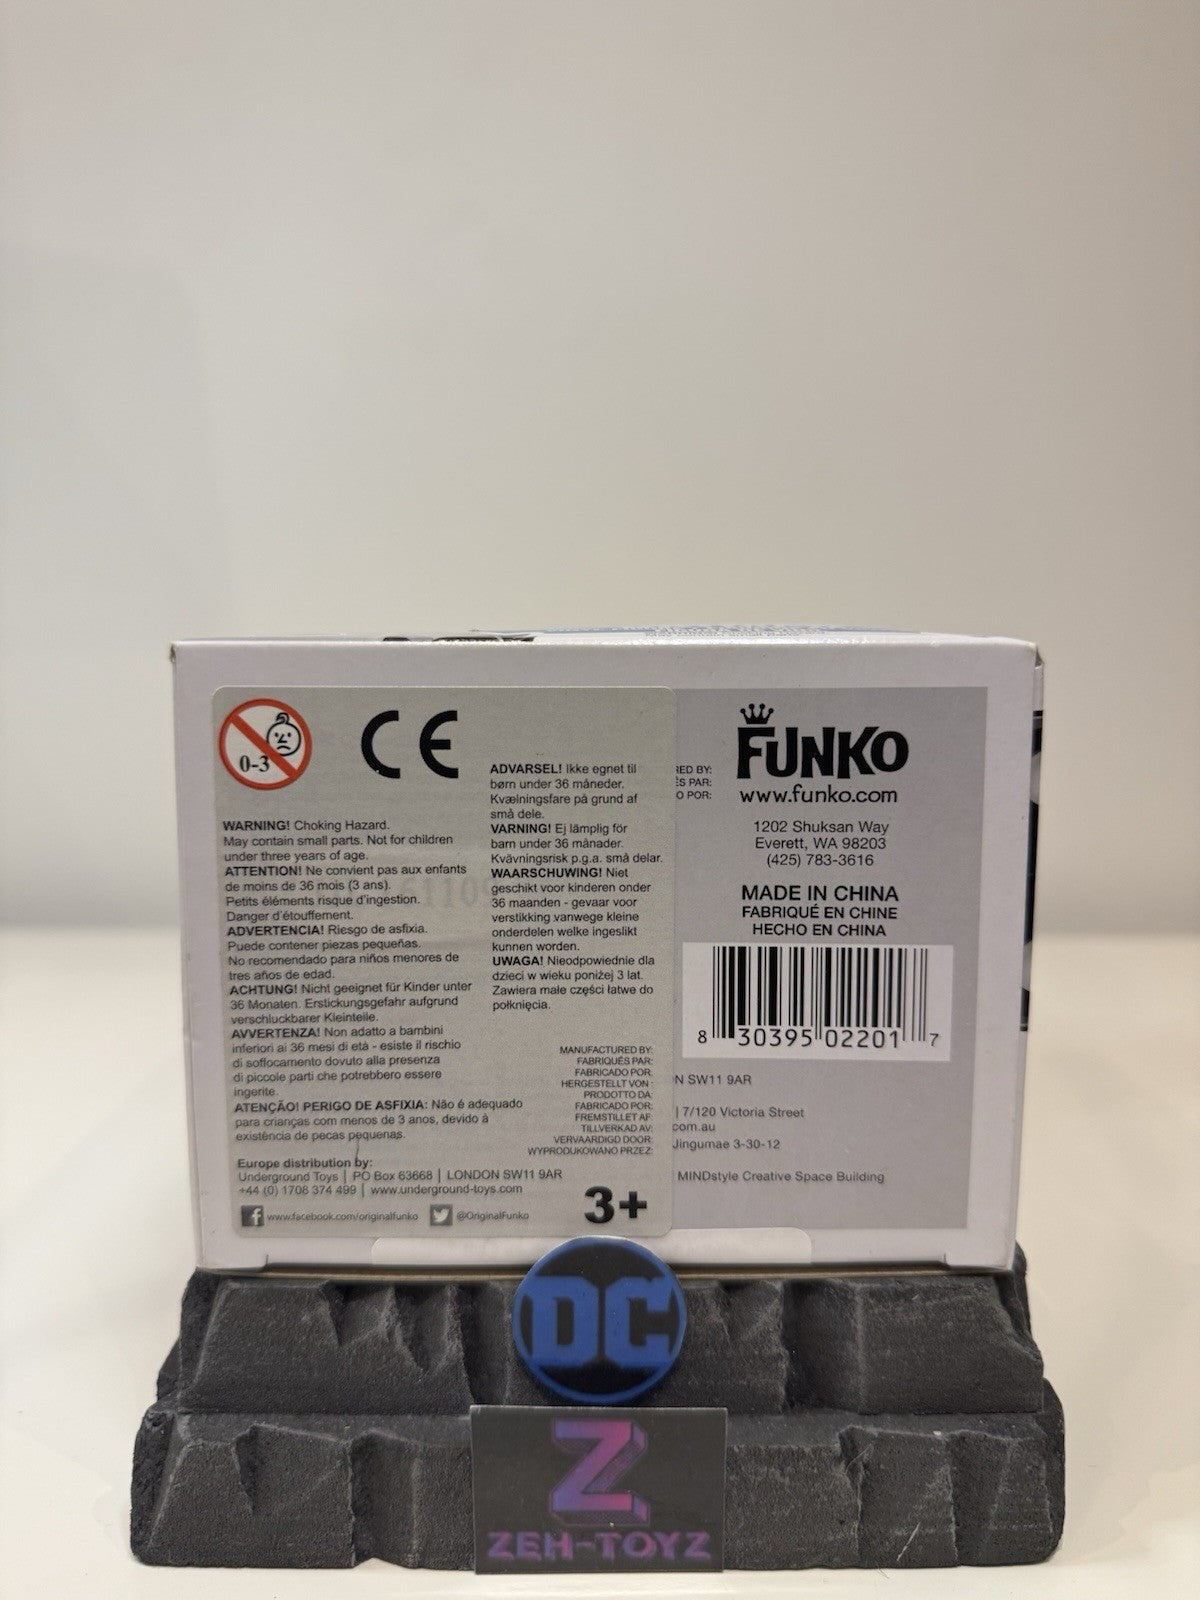 0-3
CE
WARNING! Choking Hazard.
May contain small parts. Not for children
under three years of age.
ATTENTION! Ne convient pas aux enfants
de moins de 36 mois (3 ans).
Petits éléments risque d'ingestion.
Danger d'étouffement.
ADVERTENCIA! Riesgo de asfixia.
Puede contener piezas pequeñas.
No recomendado para niños menores de
tres años de edad.
ACHTUNG! Nicht geeignet für Kinder unter
36 Monaten. Erstickungsgefahr aufgrund
verschluckbarer Kleinteile.
AVVERTENZA! Non adatto a bambini
inferiori ai 36 mesi di età - esiste il rischio
di soffocamento dovuto alla presenza
di piccole parti che potrebbero essere
ingerite.
ATENÇÃO! PERIGO DE ASFIXIA: Não é adequado
para crianças com menos de 3 anos, devido à
existência de pecas pequenas.
ADVARSEL! Ikke egnet til
børn under 36 måneder.
Kvælningsfare på grund af
små dele.
VARNING! Ej lämplig för
barn under 36 månader.
Kvävningsrisk p.g.a. små delar.
WAARSCHUWING! Niet
geschikt voor kinderen onder
36 maanden - gevaar voor
verstikking vanwege kleine
onderdelen welke ingeslikt
kunnen worden.
UWAGA! Nieodpowiednie dla
dzieci w wieku poniżej 3 lat.
Zawiera małe części łatwe do
połknięcia.
MANUFACTURED BY:
FABRIQUÉS PAR:
FABRICADO POR:
HERGESTELLT VON :
PRODOTTO DA:
FABRICADO POR:
FREMSTILLET AF:
TILLVERKAD AV:
VERVAARDIGD DOOR:
WYPRODUKOWANO PRZEZ:
Europe distribution by:
Underground Toys | PO Box 63668 | LONDON SW11 9AR
+44 (0) 1708 374 499 | www.underground-toys.com
www.facebook.com/originalfunko @OriginalFunko
3+
RED BY:
ÉS PAR:
O POR:
FUNKO
www.funko.com
1202 Shuksan Way
Everett, WA 98203
(425) 783-3616
MADE IN CHINA
FABRIQUÉ EN CHINE
HECHO EN CHINA
8 30395 02201 7
N SW11 9AR
| 7/120 Victoria Street
com.au
Jingumae 3-30-12
MINDstyle Creative Space Building
DC
Z
ZEH-TOYZ